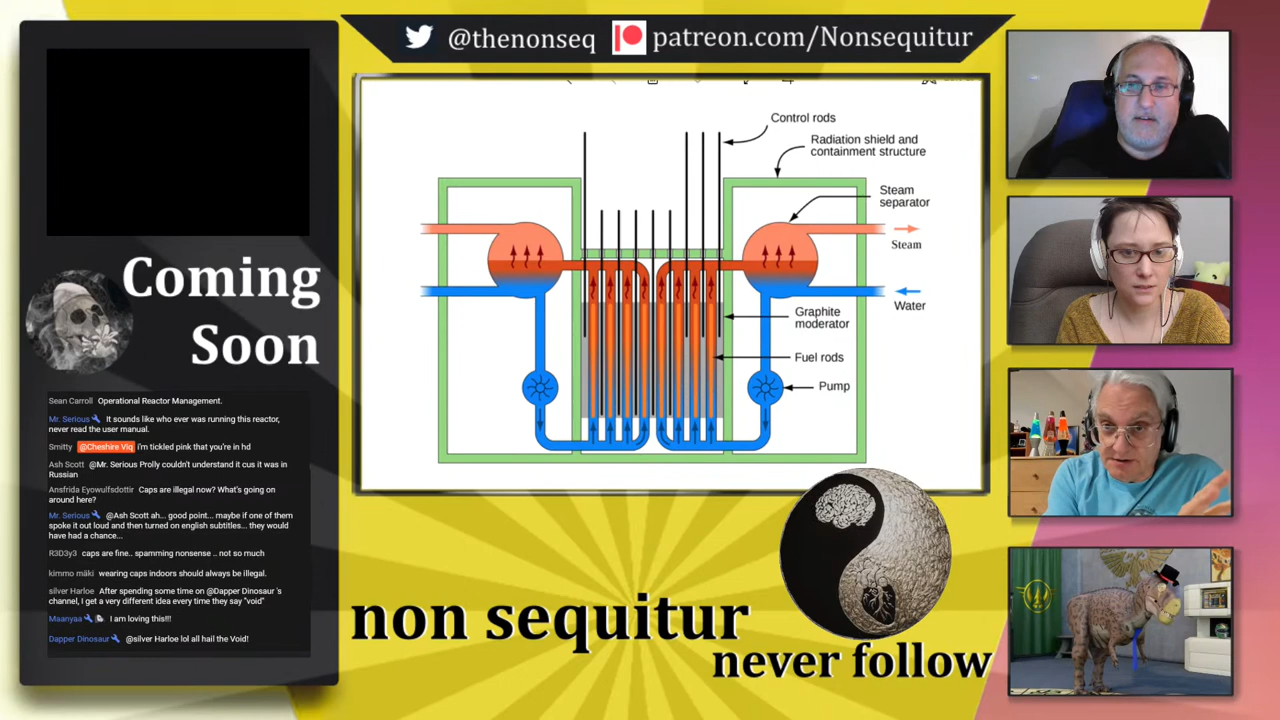 @thenonseq patreon.com/Nonsequitur
Coming
Soon
Control rods
Radiation shield and
containment structure
Steam
separator
Steam
Water
Graphite
moderator
Fuel rods
Pump
Sean Carroll Operational Reactor Management.
Mr. Serious It sounds like who ever was running this reactor,
never read the user manual.
Smitty @Cheshire Viq i'm tickled pink that you're in hd
Ash Scott @Mr. Serious Prolly couldn't understand it cus it was in
Russian
Ansfrida Eyowulfsdottir Caps are illegal now? What's going on
around here?
Mr. Serious @Ash Scott ah... good point... maybe if one of them
spoke it out loud and then turned on english subtitles... they would
have had a chance...
R3D3y3 caps are fine.. spamming nonsense .. not so much
kimmo mäki wearing caps indoors should always be illegal.
silver Harloe After spending some time on @Dapper Dinosaur 's
channel, I get a very different idea every time they say "void"
Maanyaa I am loving this!!!
Dapper Dinosaur @silver Harloe lol all hail the Void!
non sequitur
never follow